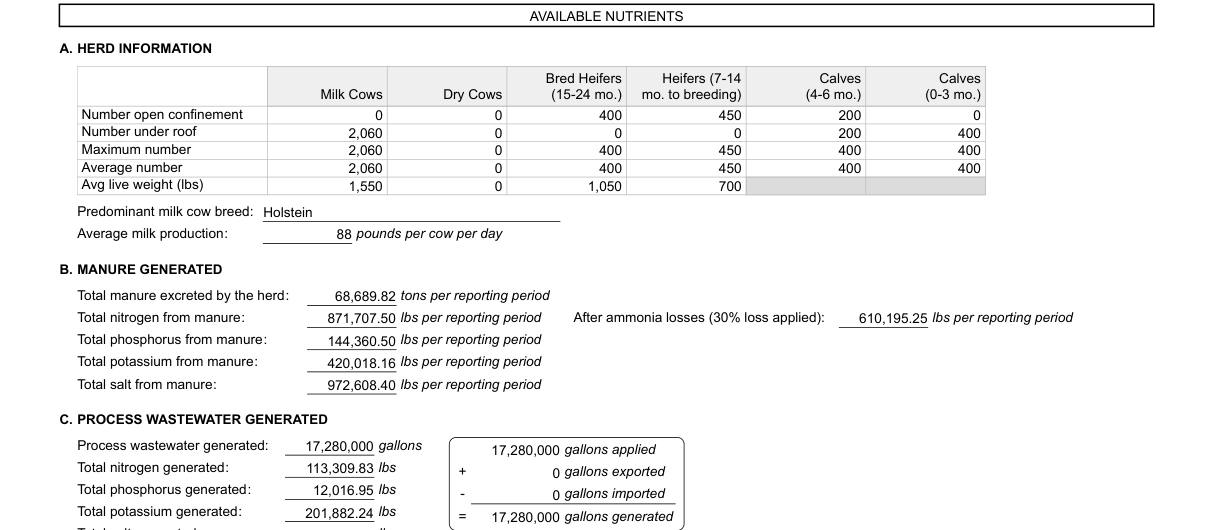 AVAILABLE NUTRIENTS
A. HERD INFORMATION
Milk Cows Dry Cows Bred Heifers (15-24 mo.) Heifers (7-14 mo. to breeding) Calves (4-6 mo.) Calves (0-3 mo.)
Number open confinement 0 0 400 450 200 0
Number under roof 2,060 0 0 0 200 400
Maximum number 2,060 0 400 450 400 400
Average number 2,060 0 400 450 400 400
Avg live weight (lbs) 1,550 0 1,050 700
Predominant milk cow breed: Holstein
Average milk production: 88 pounds per cow per day
B. MANURE GENERATED
Total manure excreted by the herd: 68,689.82 tons per reporting period
Total nitrogen from manure: 871,707.50 lbs per reporting period After ammonia losses (30% loss applied): 610,195.25 lbs per reporting period
Total phosphorus from manure: 144,360.50 lbs per reporting period
Total potassium from manure: 420,018.16 lbs per reporting period
Total salt from manure: 972,608.40 lbs per reporting period
C. PROCESS WASTEWATER GENERATED
Process wastewater generated: 17,280,000 gallons 17,280,000 gallons applied
Total nitrogen generated: 113,309.83 lbs + 0 gallons exported
Total phosphorus generated: 12,016.95 lbs - 0 gallons imported
Total potassium generated: 201,882.24 lbs = 17,280,000 gallons generated